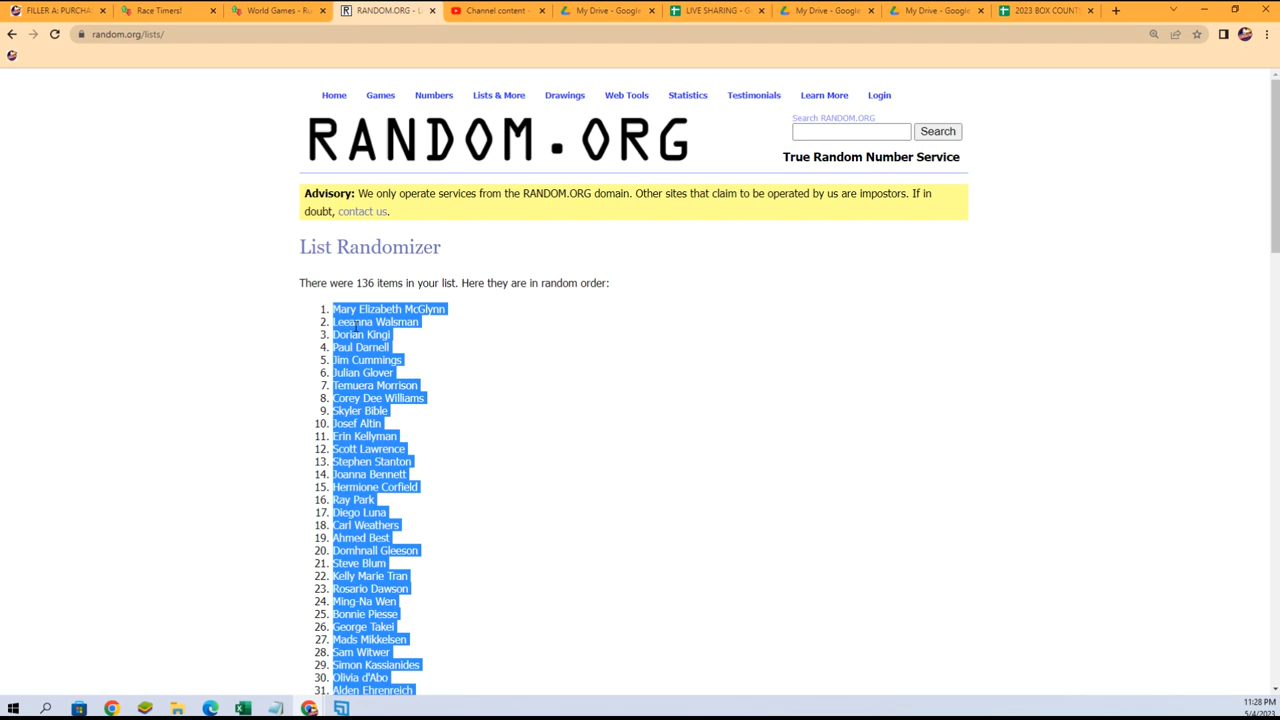 FILLER A: PURCHA
Race Timers!
World Games - Ru
RANDOM.ORG - L
Channel content -
My Drive - Google
LIVE SHARING - G
My Drive - Google
My Drive - Google
2023 BOX COUNT
random.org/lists/
Home Games Numbers Lists & More Drawings Web Tools Statistics Testimonials Learn More Login
Search RANDOM.ORG
RANDOM.ORG
Search
True Random Number Service
Advisory: We only operate services from the RANDOM.ORG domain. Other sites that claim to be operated by us are impostors. If in
doubt, contact us.
List Randomizer
There were 136 items in your list. Here they are in random order:
1. Mary Elizabeth McGlynn
2. Leeanna Walsman
3. Dorian Kingi
4. Paul Darnell
5. Jim Cummings
6. Julian Glover
7. Temuera Morrison
8. Corey Dee Williams
9. Skyler Bible
10. Josef Altin
11. Erin Kellyman
12. Scott Lawrence
13. Stephen Stanton
14. Joanna Bennett
15. Hermione Corfield
16. Ray Park
17. Diego Luna
18. Carl Weathers
19. Ahmed Best
20. Domhnall Gleeson
21. Steve Blum
22. Kelly Marie Tran
23. Rosario Dawson
24. Ming-Na Wen
25. Bonnie Piesse
26. George Takei
27. Mads Mikkelsen
28. Sam Witwer
29. Simon Kassianides
30. Olivia d'Abo
31. Alden Ehrenreich
11:28 PM
5/4/2023